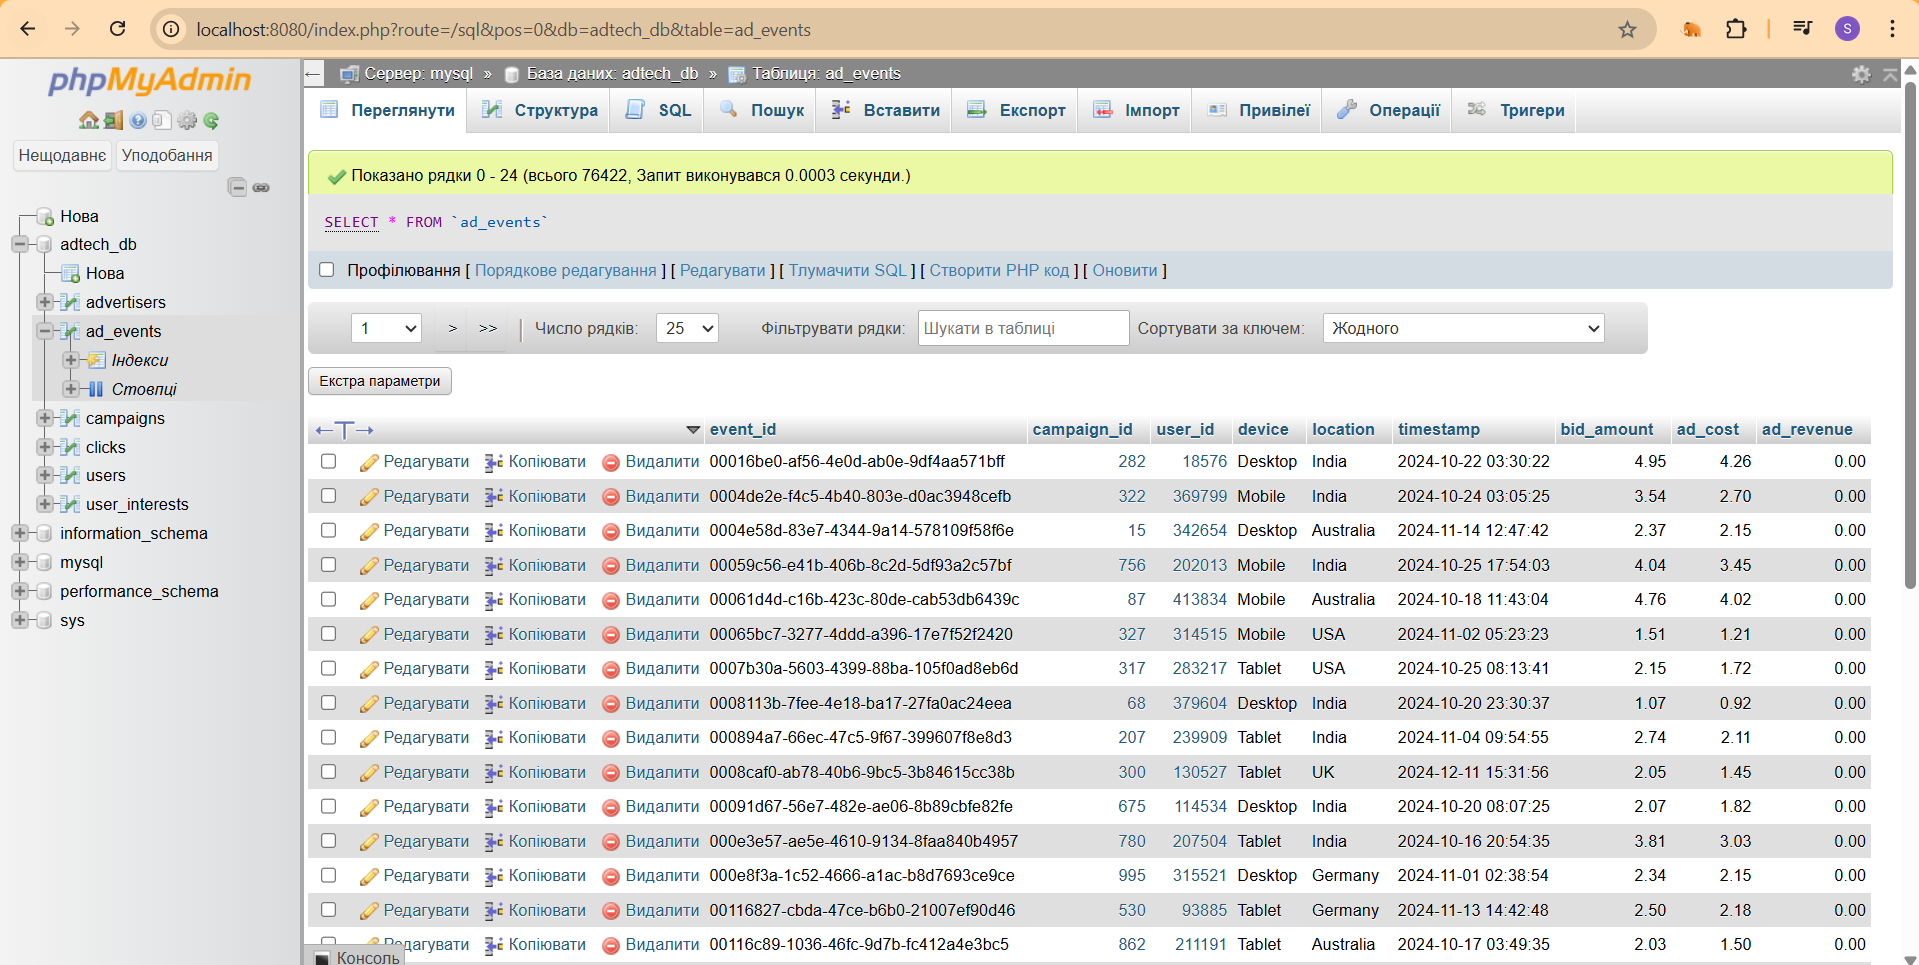 localhost:8080/index.php?route=/sql&pos=0&db=adtech_db&table=ad_events
S
phpMyAdmin
Нещодавнє Уподобання
Нова
adtech_db
Нова
advertisers
ad_events
Індекси
Стовпці
campaigns
clicks
users
user_interests
information_schema
mysql
performance_schema
sys
Сервер: mysql » База даних: adtech_db » Таблиця: ad_events
Переглянути Структура SQL Пошук Вставити Експорт Імпорт Привілеї Операції Тригери
Показано рядки 0 - 24 (всього 76422, Запит виконувався 0.0003 секунди.)
SELECT * FROM `ad_events`
Профілювання [ Порядкове редагування ] [ Редагувати ] [ Тлумачити SQL ] [ Створити PHP код ] [ Оновити ]
1 > >> | Число рядків: 25 Фільтрувати рядки: Шукати в таблиці Сортувати за ключем: Жодного
Екстра параметри
event_id campaign_id user_id device location timestamp bid_amount ad_cost ad_revenue
Редагувати Копіювати Видалити 00016be0-af56-4e0d-ab0e-9df4aa571bff 282 18576 Desktop India 2024-10-22 03:30:22 4.95 4.26 0.00
Редагувати Копіювати Видалити 0004de2e-f4c5-4b40-803e-d0ac3948cefb 322 369799 Mobile India 2024-10-24 03:05:25 3.54 2.70 0.00
Редагувати Копіювати Видалити 0004e58d-83e7-4344-9a14-578109f58f6e 15 342654 Desktop Australia 2024-11-14 12:47:42 2.37 2.15 0.00
Редагувати Копіювати Видалити 00059c56-e41b-406b-8c2d-5df93a2c57bf 756 202013 Mobile India 2024-10-25 17:54:03 4.04 3.45 0.00
Редагувати Копіювати Видалити 00061d4d-c16b-423c-80de-cab53db6439c 87 413834 Mobile Australia 2024-10-18 11:43:04 4.76 4.02 0.00
Редагувати Копіювати Видалити 00065bc7-3277-4ddd-a396-17e7f52f2420 327 314515 Mobile USA 2024-11-02 05:23:23 1.51 1.21 0.00
Редагувати Копіювати Видалити 0007b30a-5603-4399-88ba-105f0ad8eb6d 317 283217 Tablet USA 2024-10-25 08:13:41 2.15 1.72 0.00
Редагувати Копіювати Видалити 0008113b-7fee-4e18-ba17-27fa0ac24eea 68 379604 Desktop India 2024-10-20 23:30:37 1.07 0.92 0.00
Редагувати Копіювати Видалити 000894a7-66ec-47c5-9f67-399607f8e8d3 207 239909 Tablet India 2024-11-04 09:54:55 2.74 2.11 0.00
Редагувати Копіювати Видалити 0008caf0-ab78-40b6-9bc5-3b84615cc38b 300 130527 Tablet UK 2024-12-11 15:31:56 2.05 1.45 0.00
Редагувати Копіювати Видалити 00091d67-56e7-482e-ae06-8b89cbfe82fe 675 114534 Desktop India 2024-10-20 08:07:25 2.07 1.82 0.00
Редагувати Копіювати Видалити 000e3e57-ae5e-4610-9134-8faa840b4957 780 207504 Tablet India 2024-10-16 20:54:35 3.81 3.03 0.00
Редагувати Копіювати Видалити 000e8f3a-1c52-4666-a1ac-b8d7693ce9ce 995 315521 Desktop Germany 2024-11-01 02:38:54 2.34 2.15 0.00
Редагувати Копіювати Видалити 00116827-cbda-47ce-b6b0-21007ef90d46 530 93885 Tablet Germany 2024-11-13 14:42:48 2.50 2.18 0.00
Редагувати Копіювати Видалити 00116c89-1036-46fc-9d7b-fc412a4e3bc5 862 211191 Tablet Australia 2024-10-17 03:49:35 2.03 1.50 0.00
Консоль